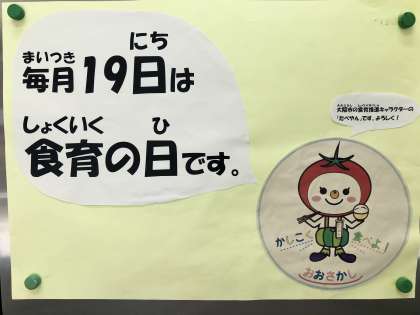 まいつき にち
毎月19日は
しょくいく ひ
食育の日です。
大阪市の食育推進キャラクターの
「たべやん」です。よろしく！
かしこく 食べよ！
おおさかし